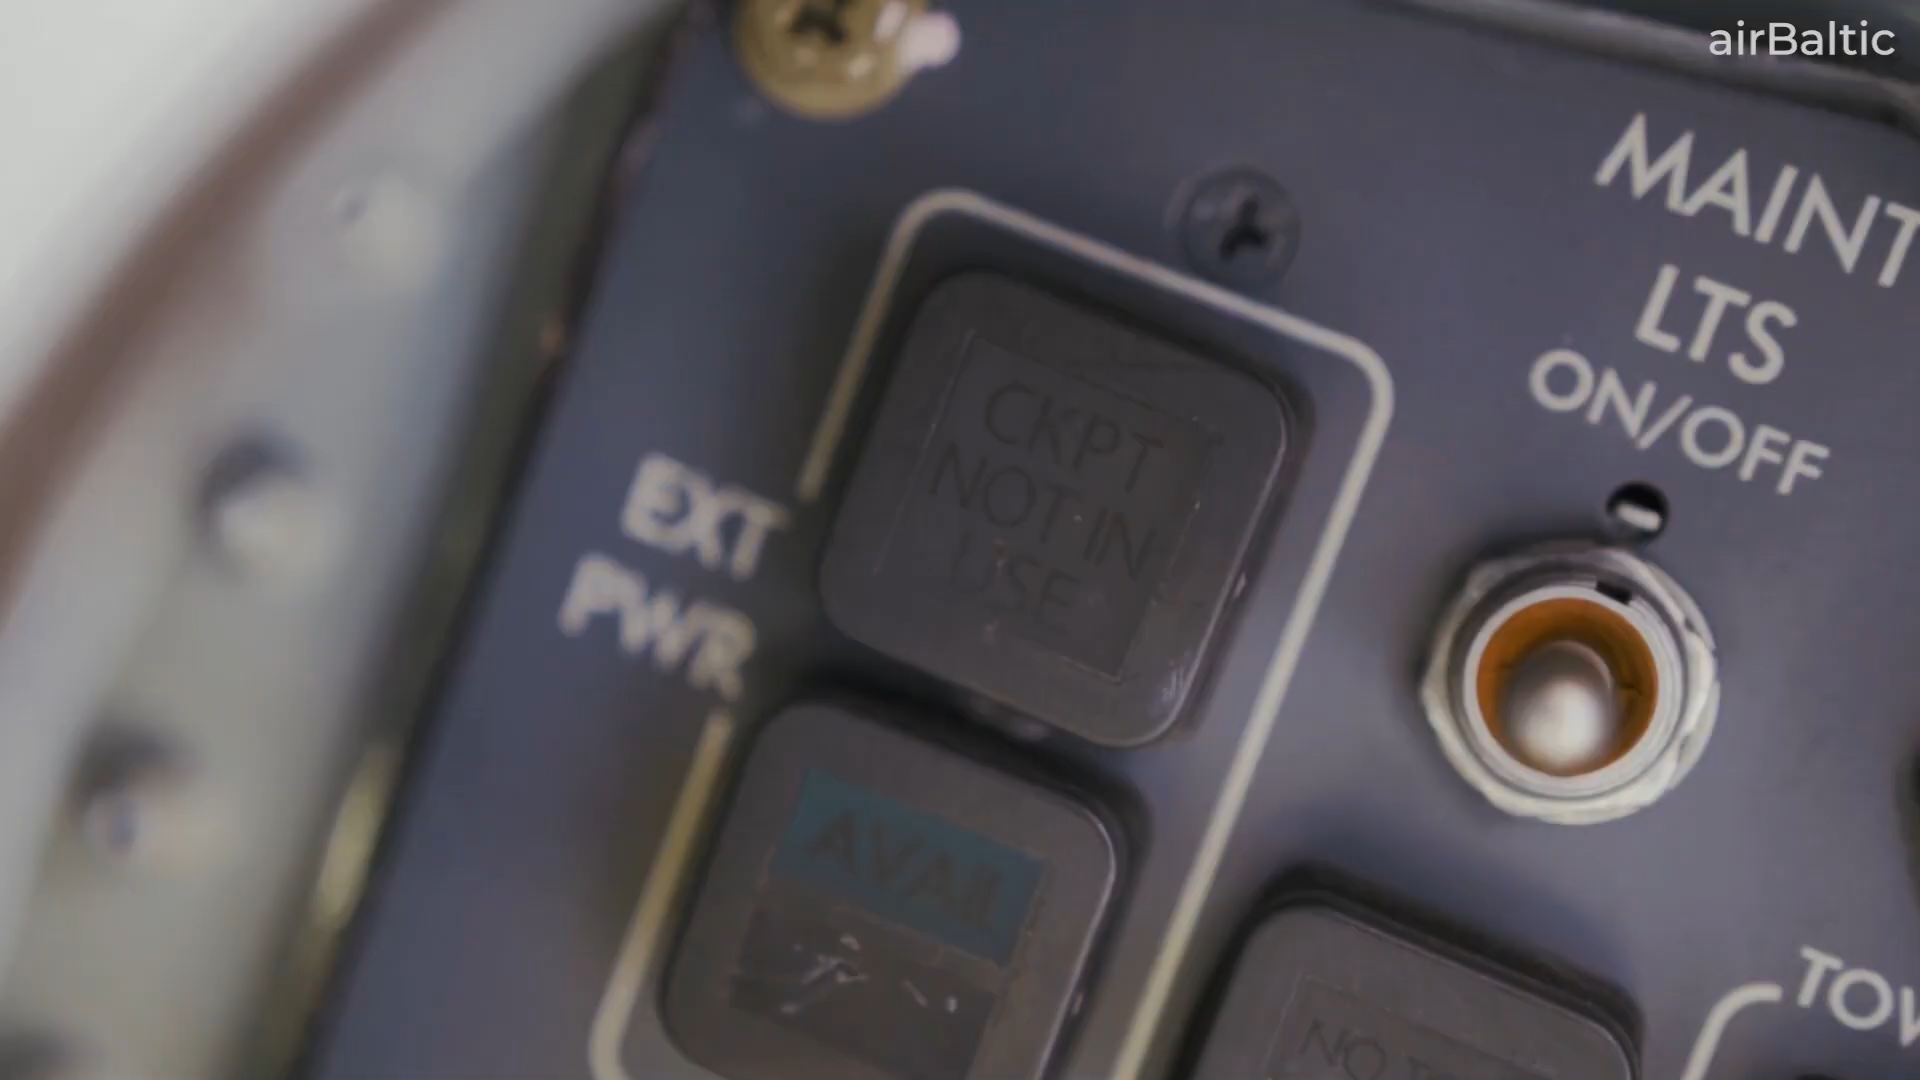 airBaltic
MAINT
LTS
ON/OFF
CKPT
NOT IN
USE
EXT
PWR
AVAIL